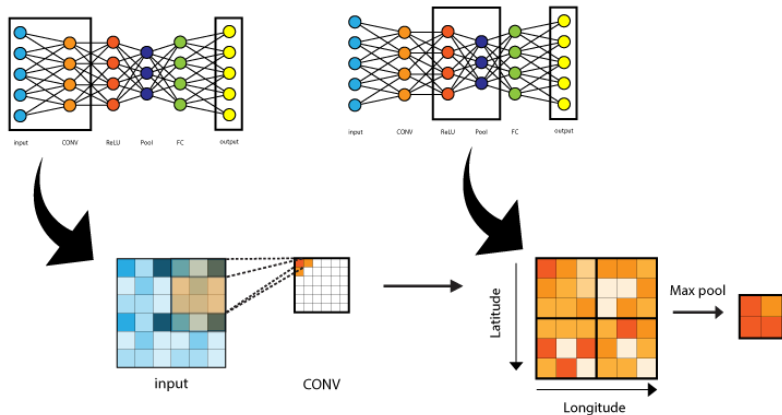 input CONV ReLU Pool FC output
input CONV ReLU Pool FC output
input
CONV
Latitude
Longitude
Max pool